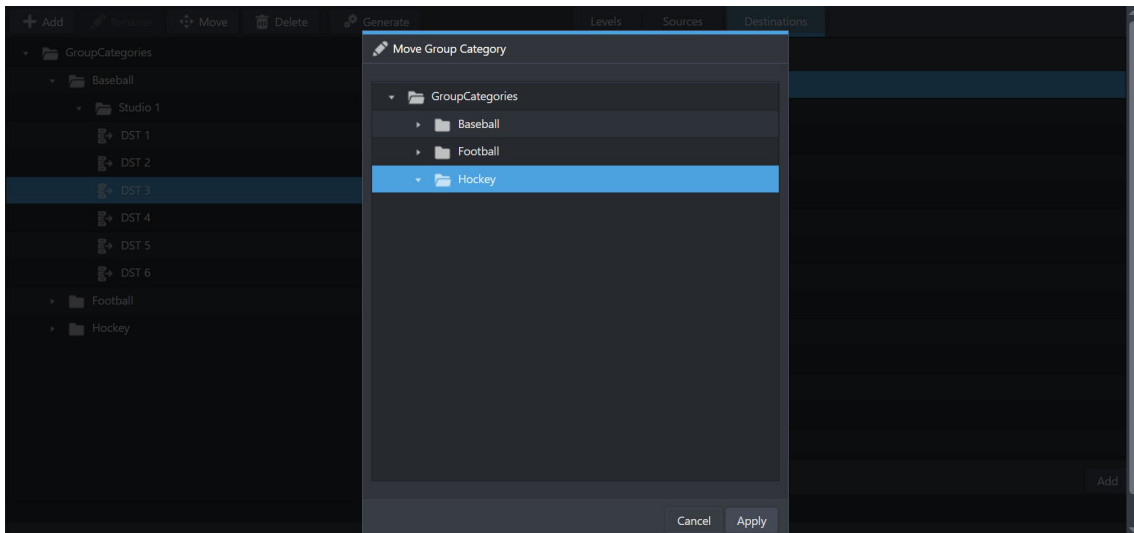 Add Rename Move Delete Generate Levels Sources Destinations
Move Group Category
GroupCategories
Baseball
Studio 1
DST 1
DST 2
DST 3
DST 4
DST 5
DST 6
Football
Hockey
GroupCategories
Baseball
Football
Hockey
Add
Cancel Apply